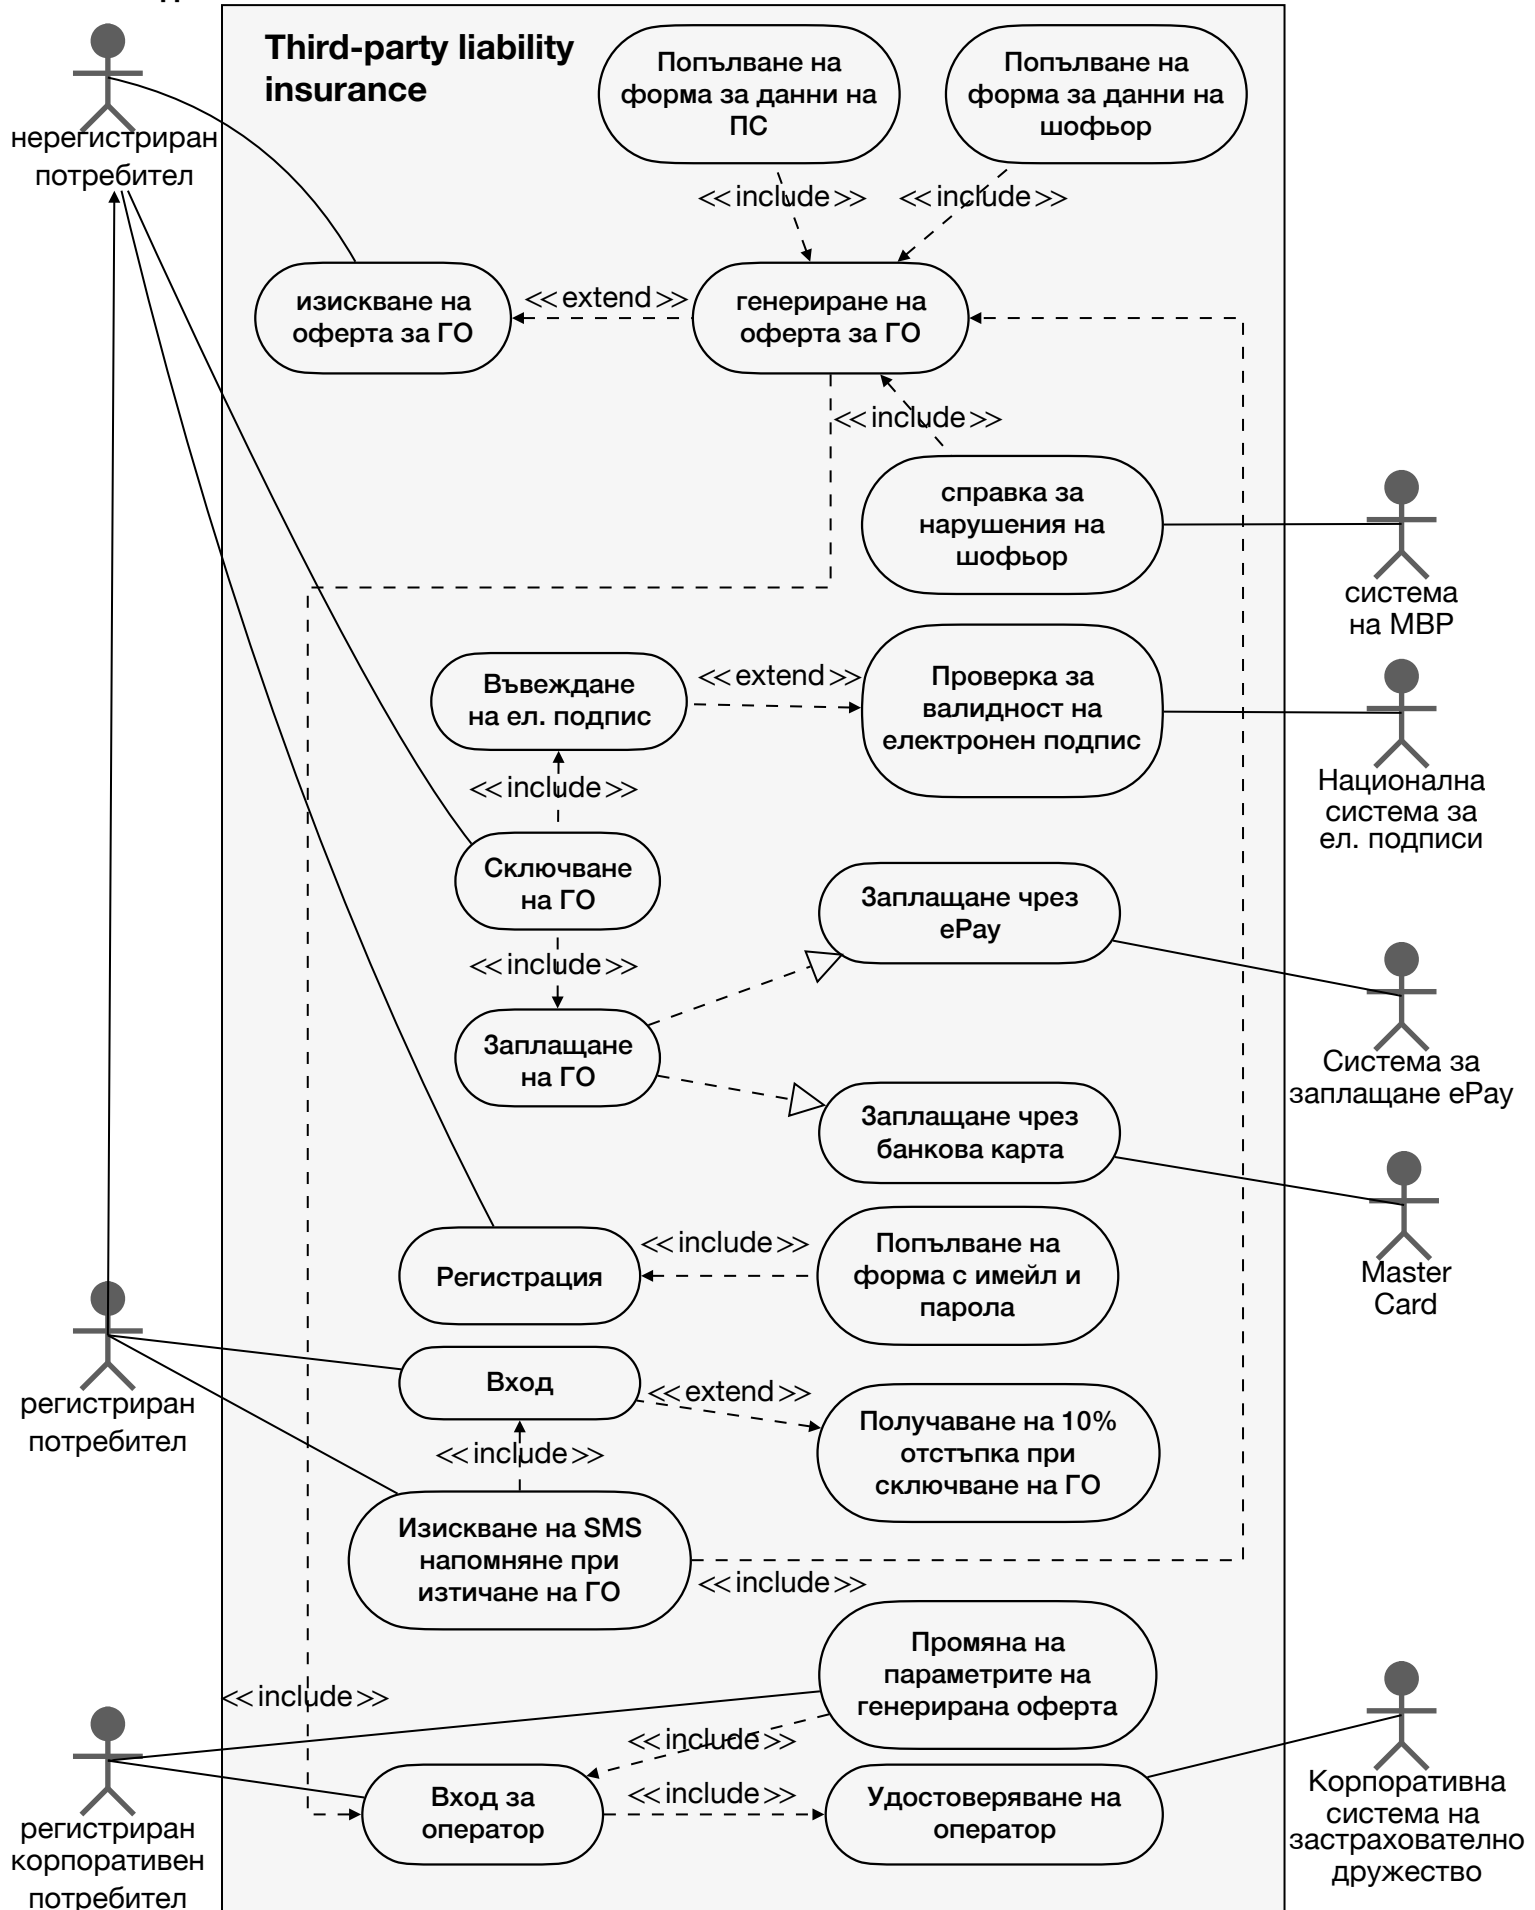 Third-party liability
insurance
Попълване на
форма за данни на
ПС
Попълване на
форма за данни на
шофьор
нерегистриран
потребител
<<include>>
<<include>>
изискване на
оферта за ГО
<<extend>>
генериране на
оферта за ГО
<<include>>
справка за
нарушения на
шофьор
система
на МВР
Въвеждане
на ел. подпис
<<extend>>
Проверка за
валидност на
електронен подпис
Национална
система за
ел. подписи
<<include>>
Сключване
на ГО
<<include>>
Заплащане чрез
ePay
Заплащане
на ГО
Система за
заплащане ePay
Заплащане чрез
банкова карта
Master
Card
Регистрация
<<include>>
Попълване на
форма с имейл и
парола
регистриран
потребител
Вход
<<extend>>
Получаване на 10%
отстъпка при
сключване на ГО
<<include>>
Изискване на SMS
напомняне при
изтичане на ГО
<<include>>
Промяна на
параметрите на
генерирана оферта
<<include>>
<<include>>
регистриран
корпоративен
потребител
Вход за
оператор
<<include>>
Удостоверяване на
оператор
Корпоративна
система на
застрахователно
дружество